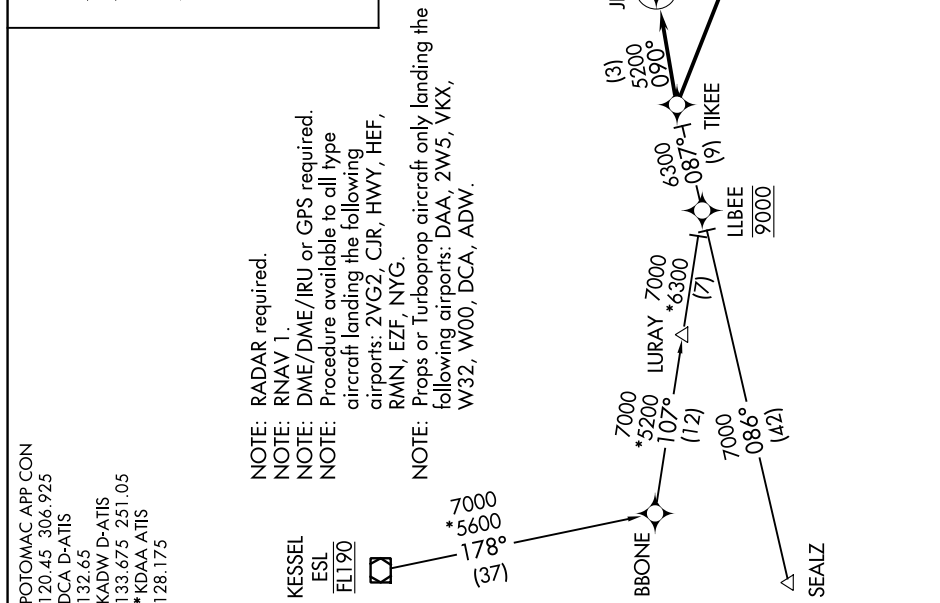 POTOMAC APP CON
120.45 306.925
DCA D-ATIS
132.65
KADW D-ATIS
133.675 251.05
*KDAA ATIS
128.175
NOTE: RADAR required.
NOTE: RNAV 1.
NOTE: DME/DME/IRU or GPS required.
NOTE: Procedure available to all type
aircraft landing the following
airports: 2VG2, CJR, HWY, HEF,
RMN, EZF, NYG.
NOTE: Props or Turboprop aircraft only landing the
following airports: DAA, 2W5, VKX,
W32, W00, DCA, ADW.
KESSEL
ESL
FL190
7000
*5600
178°
(37)
BBONE
7000
*5200
107°
(12)
LURAY
7000
*6300
(7)
SEALZ
7000
086°
(42)
LLBEE
9000
6300
087°
(9)
TIKEE
(3)
5200
090°